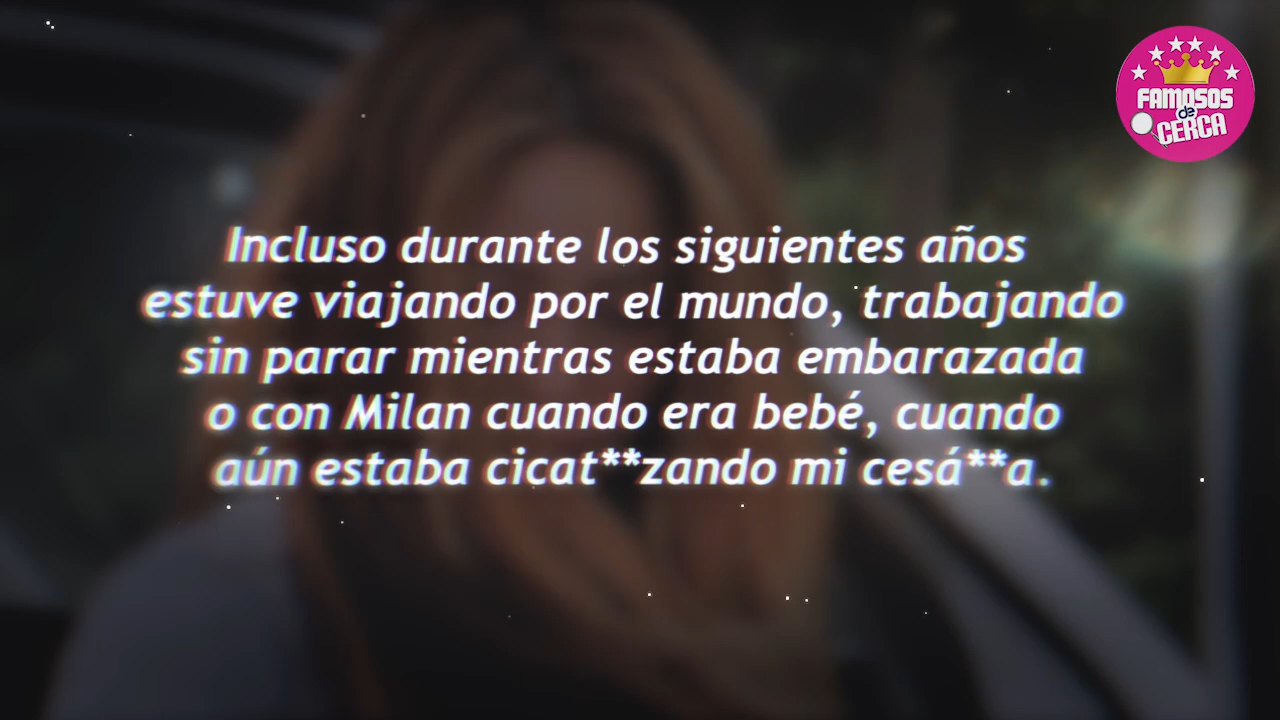 FAMOSOS
de
CERCA
Incluso durante los siguientes años
estuve viajando por el mundo, trabajando
sin parar mientras estaba embarazada
o con Milan cuando era bebé, cuando
aún estaba cicat**zando mi cesá**a.